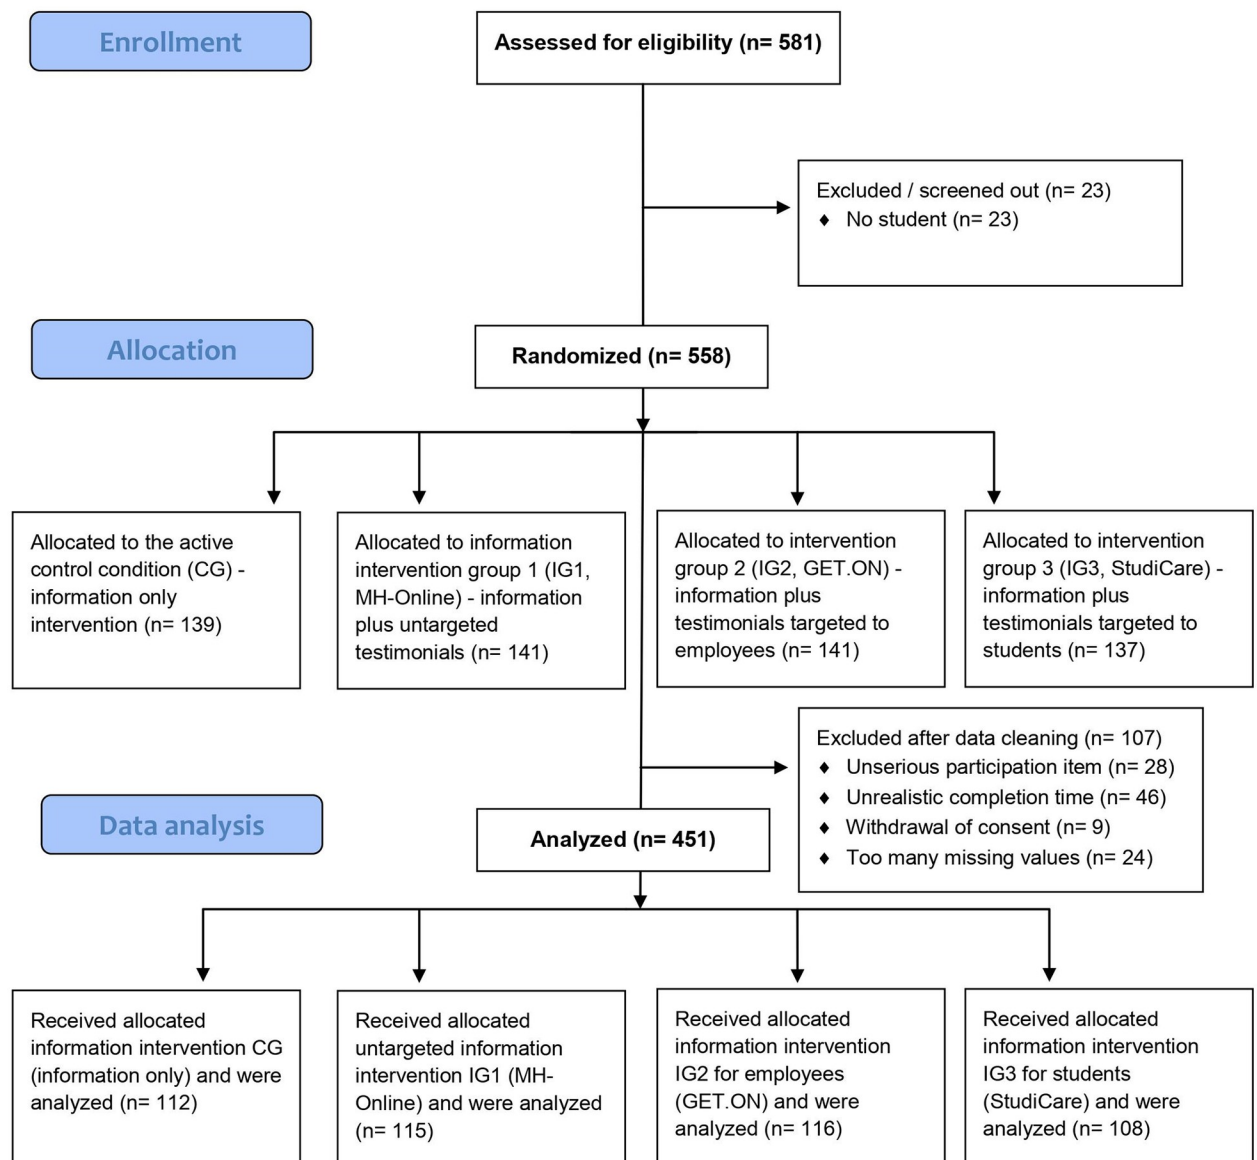 Enrollment
Assessed for eligibility (n= 581)
Excluded / screened out (n= 23)
♦ No student (n= 23)
Allocation
Randomized (n= 558)
Allocated to the active
control condition (CG) -
information only
intervention (n= 139)
Allocated to information
intervention group 1 (IG1,
MH-Online) - information
plus untargeted
testimonials (n= 141)
Allocated to intervention
group 2 (IG2, GET.ON) -
information plus
testimonials targeted to
employees (n= 141)
Allocated to intervention
group 3 (IG3, StudiCare) -
information plus
testimonials targeted to
students (n= 137)
Excluded after data cleaning (n= 107)
♦ Unserious participation item (n= 28)
♦ Unrealistic completion time (n= 46)
♦ Withdrawal of consent (n= 9)
♦ Too many missing values (n= 24)
Data analysis
Analyzed (n= 451)
Received allocated
information intervention CG
(information only) and were
analyzed (n= 112)
Received allocated
untargeted information
intervention IG1 (MH-
Online) and were analyzed
(n= 115)
Received allocated
information intervention
IG2 for employees
(GET.ON) and were
analyzed (n= 116)
Received allocated
information intervention
IG3 for students
(StudiCare) and were
analyzed (n= 108)